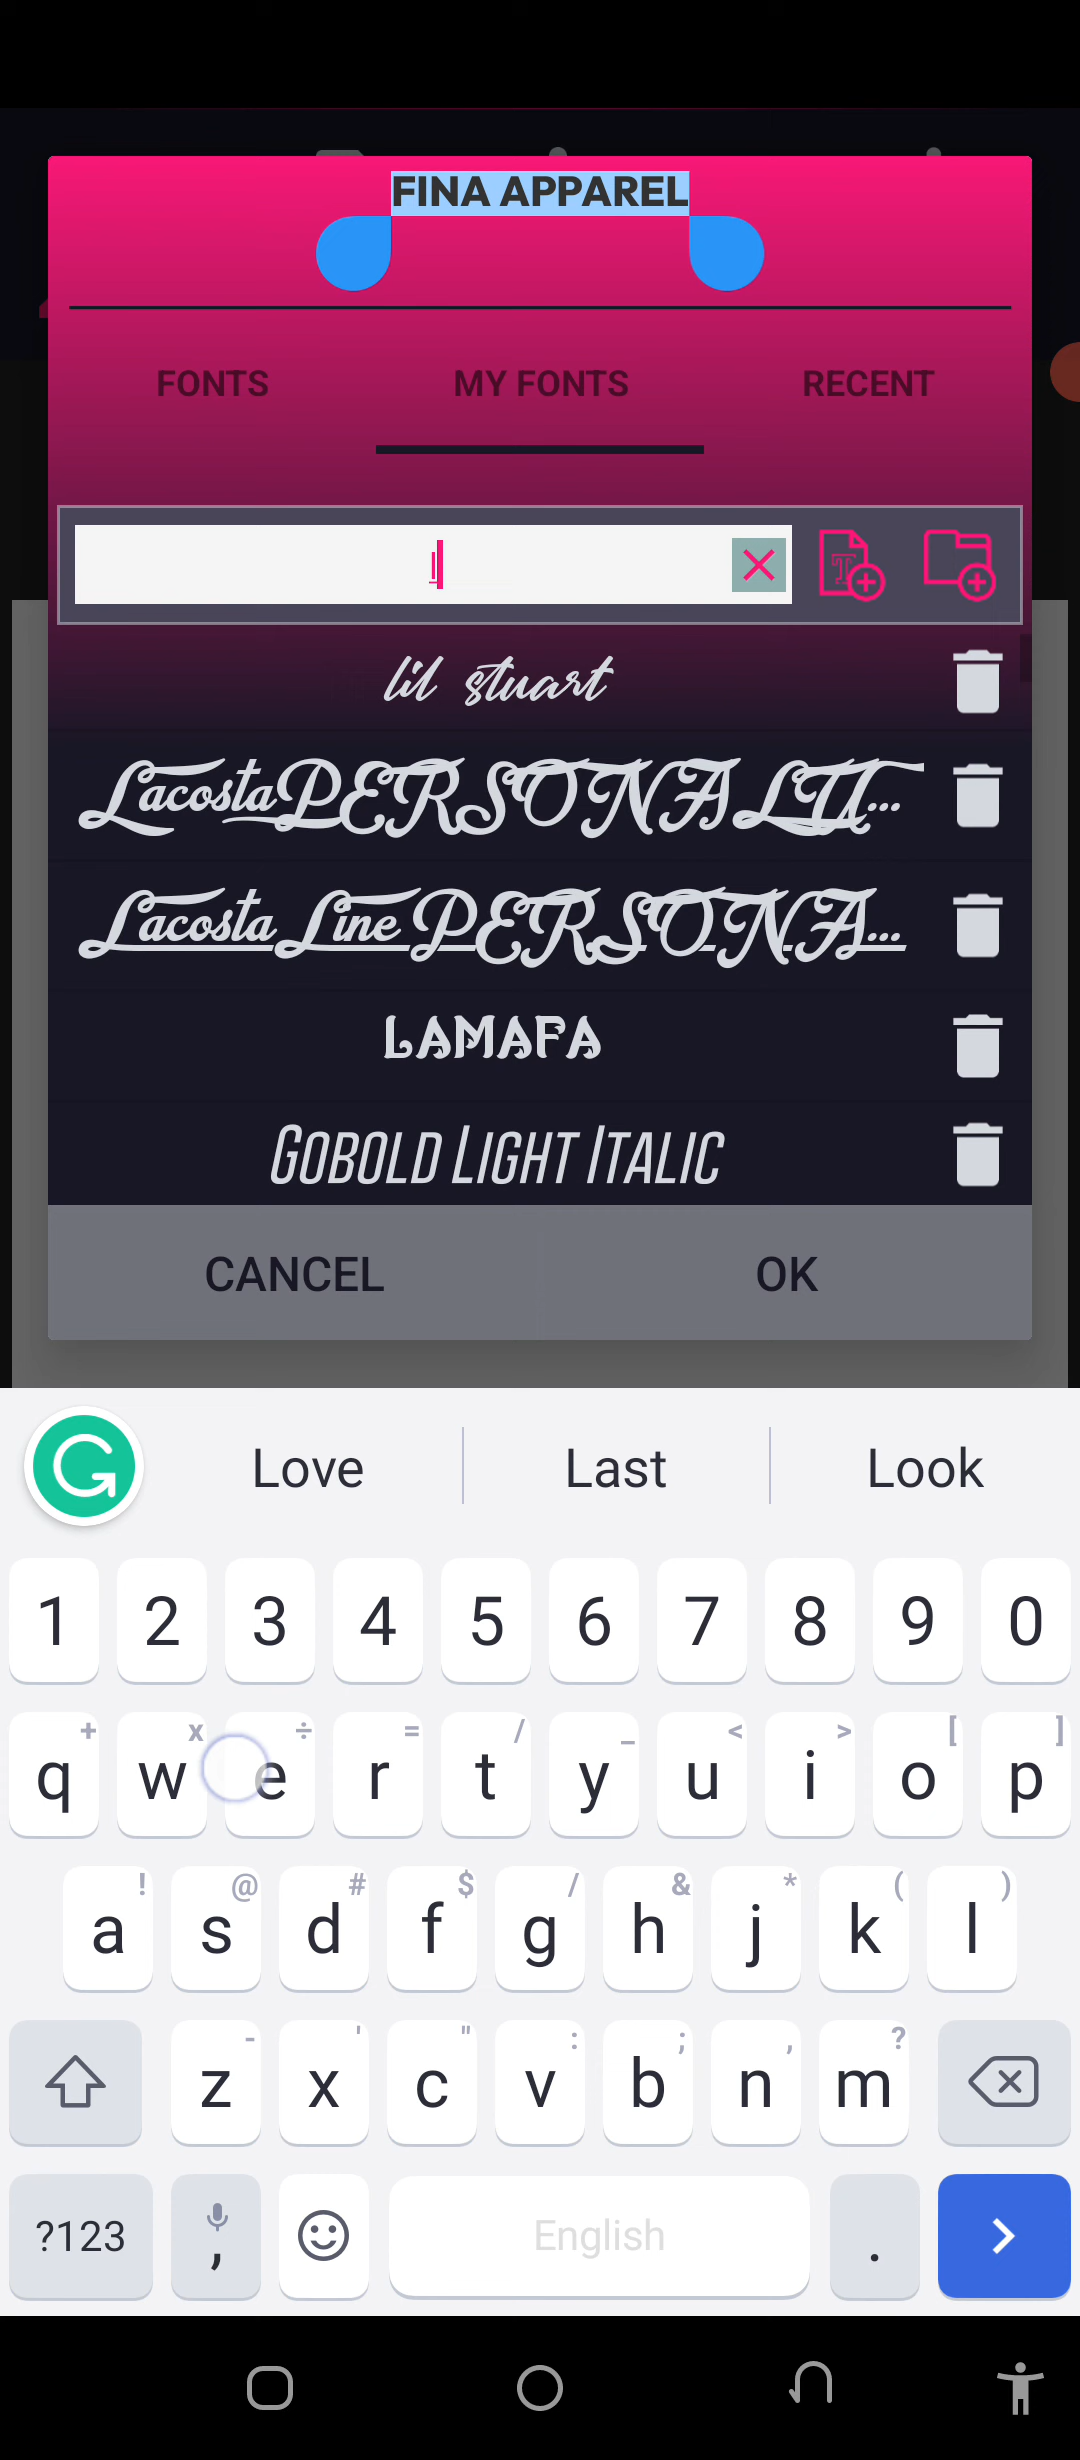 FINA APPAREL
FONTS MY FONTS RECENT
l
lil stuart
LacostaPERSONALU...
Lacosta Line PERSONA...
LAMAFA
GOBOLD LIGHT ITALIC
CANCEL OK
Love Last Look
1 2 3 4 5 6 7 8 9 0
+ x ÷ = / _ < > [ ]
q w e r t y u i o p
! @ # $ / & * ( )
a s d f g h j k l
- ' " : ; , ?
z x c v b n m
?123 , English .